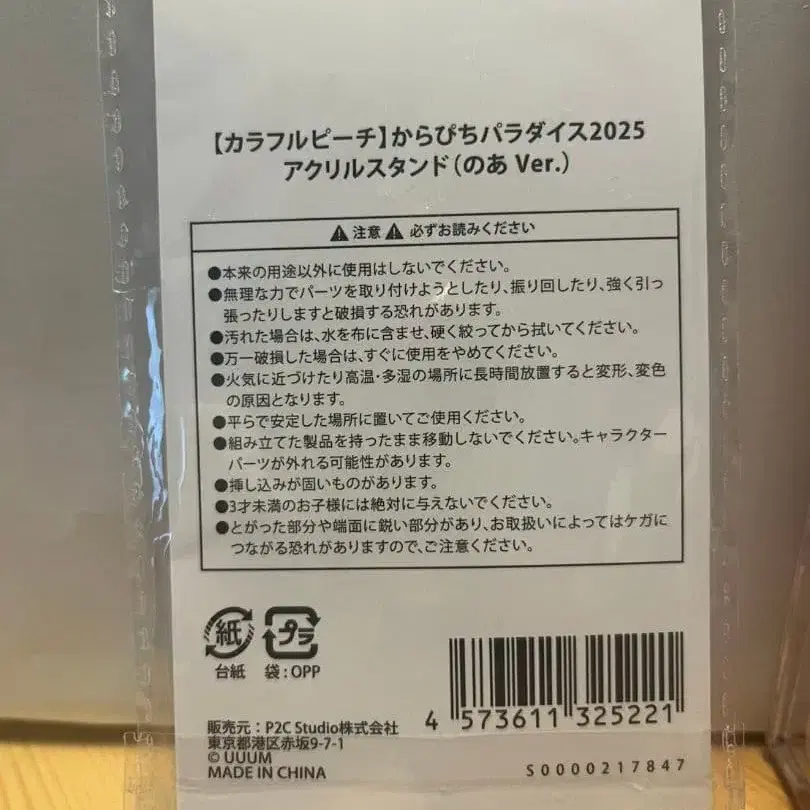 【カラフルピーチ】からぴちパラダイス2025
アクリルスタンド(のあ Ver.)
⚠注意⚠ 必ずお読みください
●本来の用途以外に使用はしないでください。
●無理な力でパーツを取り付けようとしたり、振り回したり、強く引っ
張ったりしますと破損する恐れがあります。
●汚れた場合は、水を布に含ませ、硬く絞ってから拭いてください。
●万一破損した場合は、すぐに使用をやめてください。
●火気に近づけたり高温・多湿の場所に長時間放置すると変形、変色
の原因となります。
●平らで安定した場所に置いてご使用ください。
●組み立てた製品を持ったまま移動しないでください。キャラクター
パーツが外れる可能性があります。
●挿し込みが固いものがあります。
●3才未満のお子様には絶対に与えないでください。
●とがった部分や端面に鋭い部分があり、お取扱いによってはケガに
つながる恐れがありますので、ご注意ください。
紙 プラ
台紙 袋:OPP
販売元:P2C Studio株式会社
東京都港区赤坂9-7-1
© UUUM
MADE IN CHINA
4 573611 325221
S0000217847